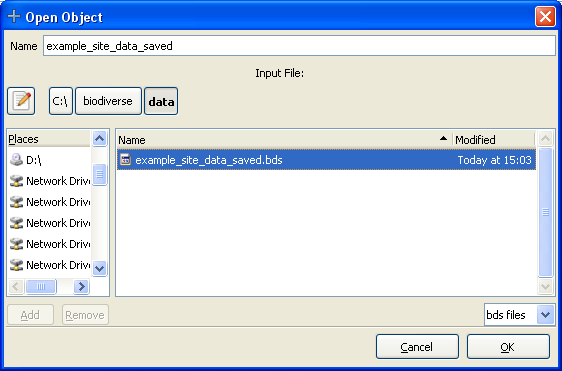 Open Object
Name example_site_data_saved
Input File:
C:\ biodiverse data
Places
D:\
Network Drive
Network Drive
Network Drive
Network Drive
Network Drive
Name Modified
example_site_data_saved.bds Today at 15:03
Add Remove
bds files
Cancel OK